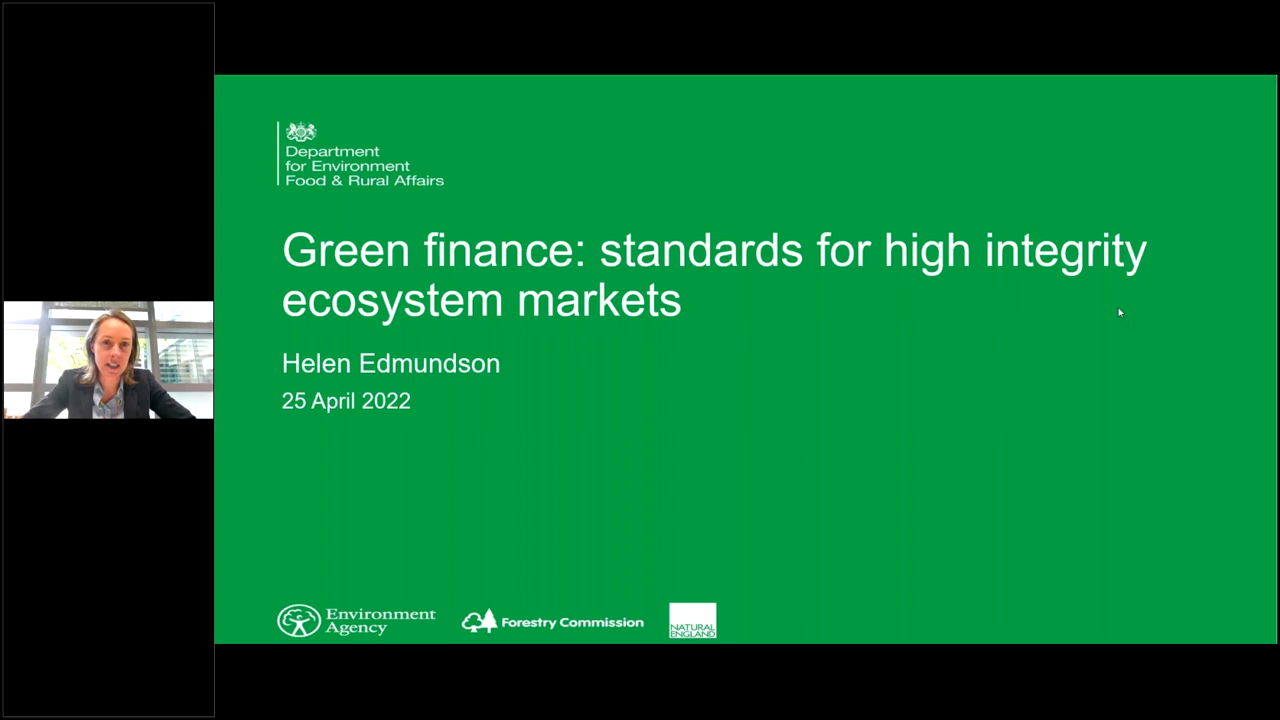 Department
for Environment
Food & Rural Affairs
Green finance: standards for high integrity
ecosystem markets
Helen Edmundson
25 April 2022
Environment
Agency
Forestry Commission
NATURAL
ENGLAND